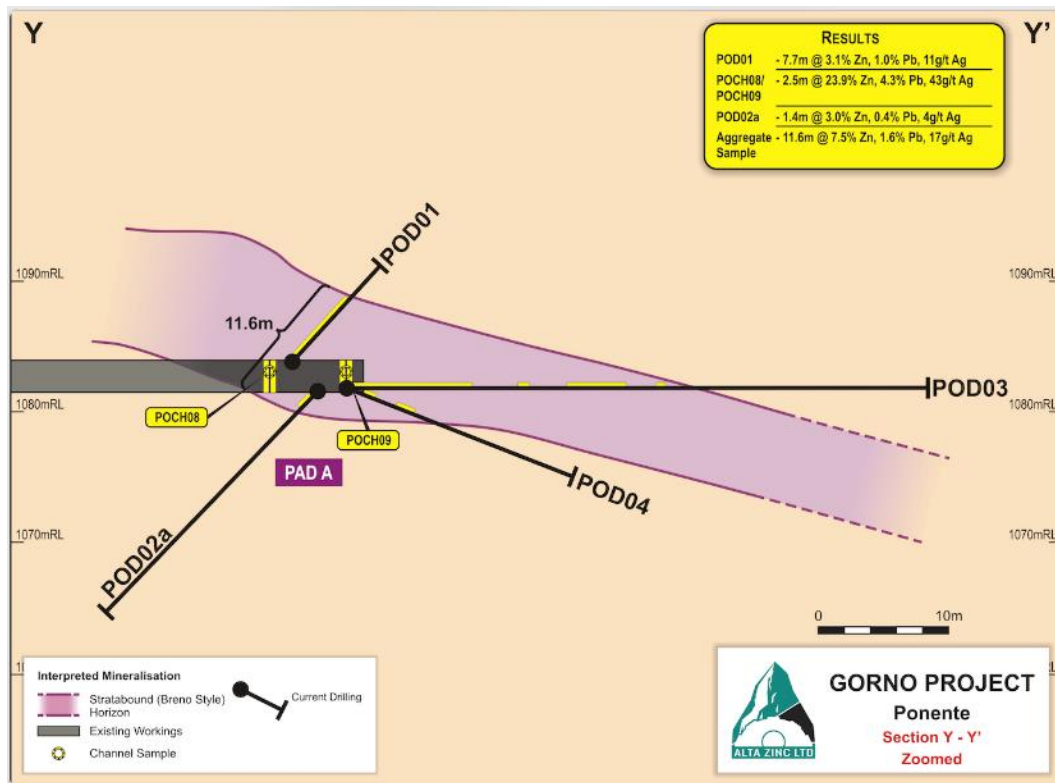 Y
Y'
RESULTS
POD01 - 7.7m @ 3.1% Zn, 1.0% Pb, 11g/t Ag
POCH08/ - 2.5m @ 23.9% Zn, 4.3% Pb, 43g/t Ag
POCH09
POD02a - 1.4m @ 3.0% Zn, 0.4% Pb, 4g/t Ag
Aggregate - 11.6m @ 7.5% Zn, 1.6% Pb, 17g/t Ag
Sample
POD01
1090mRL
1090mRL
11.6m
POD03
1080mRL
1080mRL
POCH08
POCH09
PAD A
POD04
POD02a
1070mRL
1070mRL
0 10m
Interpreted Mineralisation
Stratabound (Breno Style)
Horizon
Current Drilling
Existing Workings
Channel Sample
ALTA ZINC LTD
GORNO PROJECT
Ponente
Section Y - Y'
Zoomed